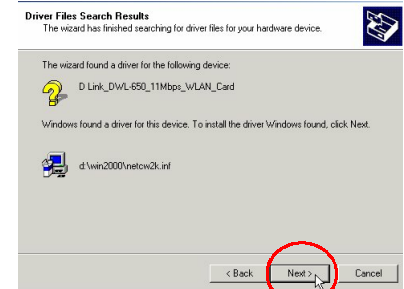 Driver Files Search Results
The wizard has finished searching for driver files for your hardware device.
The wizard found a driver for the following device:
D Link_DWL-650_11Mbps_WLAN_Card
Windows found a driver for this device. To install the driver Windows found, click Next.
d:\win2000\netcw2k.inf
< Back Next > Cancel